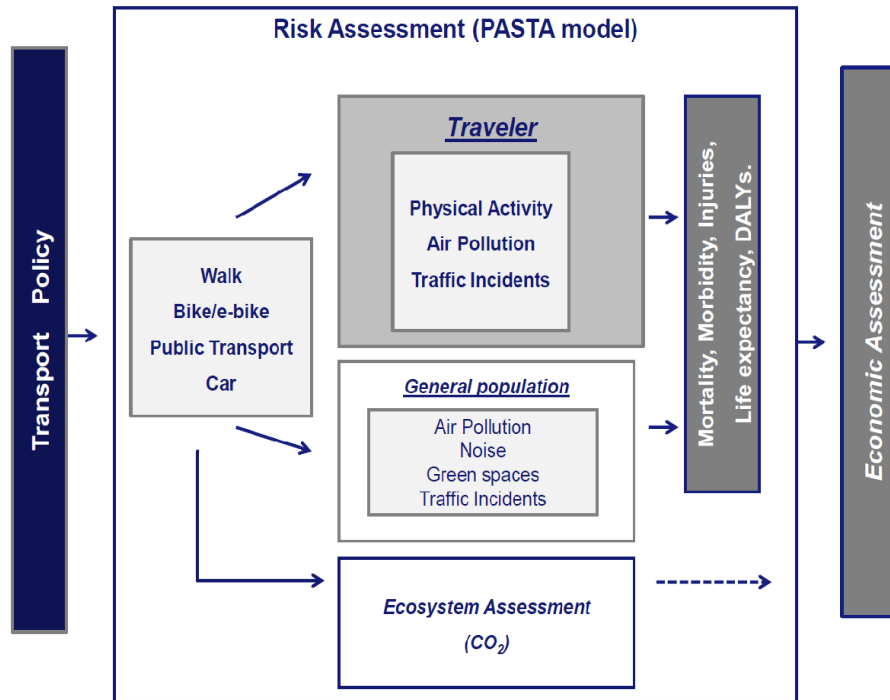 Risk Assessment (PASTA model)
Transport Policy
Walk
Bike/e-bike
Public Transport
Car
Traveler
Physical Activity
Air Pollution
Traffic Incidents
General population
Air Pollution
Noise
Green spaces
Traffic Incidents
Ecosystem Assessment
(CO₂)
Mortality, Morbidity, Injuries,
Life expectancy, DALYs.
Economic Assessment